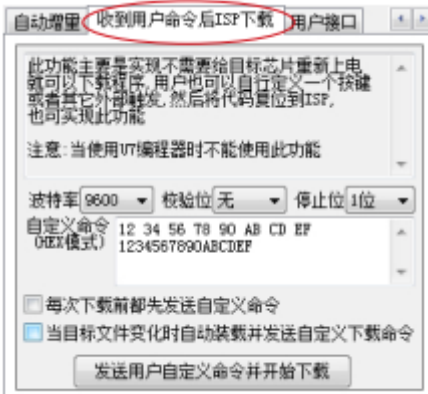 自动增量 收到用户命令后ISP下载 用户接口
此功能主要是实现不需要给目标芯片重新上电
就可以下载程序,用户也可以自行定义一个按键
或者其它外部触发,然后将代码复位到ISP,
也可实现此功能
注意:当使用U7编程器时不能使用此功能
波特率 9600 校验位 无 停止位 1位
自定义命令 12 34 56 78 90 AB CD EF
(HEX模式) 1234567890ABCDEF
每次下载前都先发送自定义命令
当目标文件变化时自动装载并发送自定义下载命令
发送用户自定义命令并开始下载